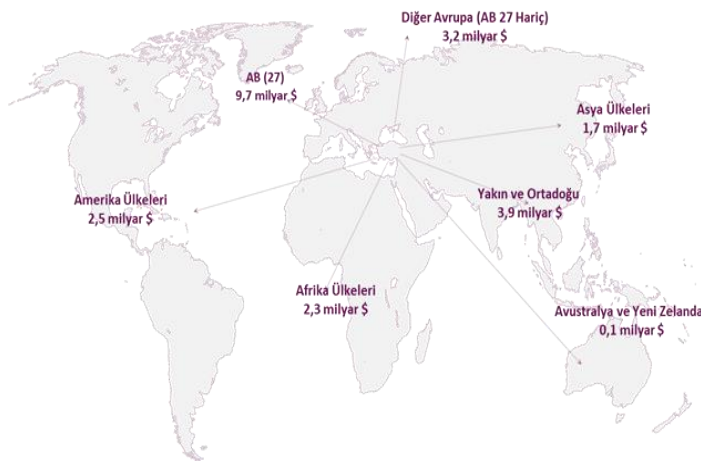 Diğer Avrupa (AB 27 Hariç)
3,2 milyar $
AB (27)
9,7 milyar $
Asya Ülkeleri
1,7 milyar $
Amerika Ülkeleri
2,5 milyar $
Yakın ve Ortadoğu
3,9 milyar $
Afrika Ülkeleri
2,3 milyar $
Avustralya ve Yeni Zelanda
0,1 milyar $